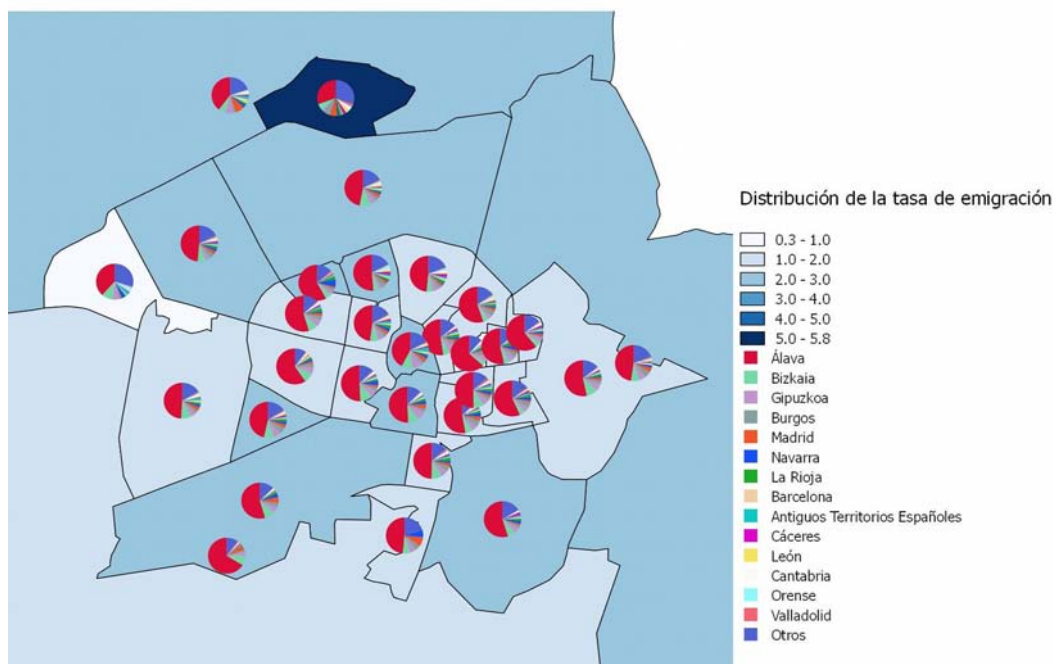 Distribución de la tasa de emigración
0.3 - 1.0
1.0 - 2.0
2.0 - 3.0
3.0 - 4.0
4.0 - 5.0
5.0 - 5.8
Álava
Bizkaia
Gipuzkoa
Burgos
Madrid
Navarra
La Rioja
Barcelona
Antiguos Territorios Españoles
Cáceres
León
Cantabria
Orense
Valladolid
Otros